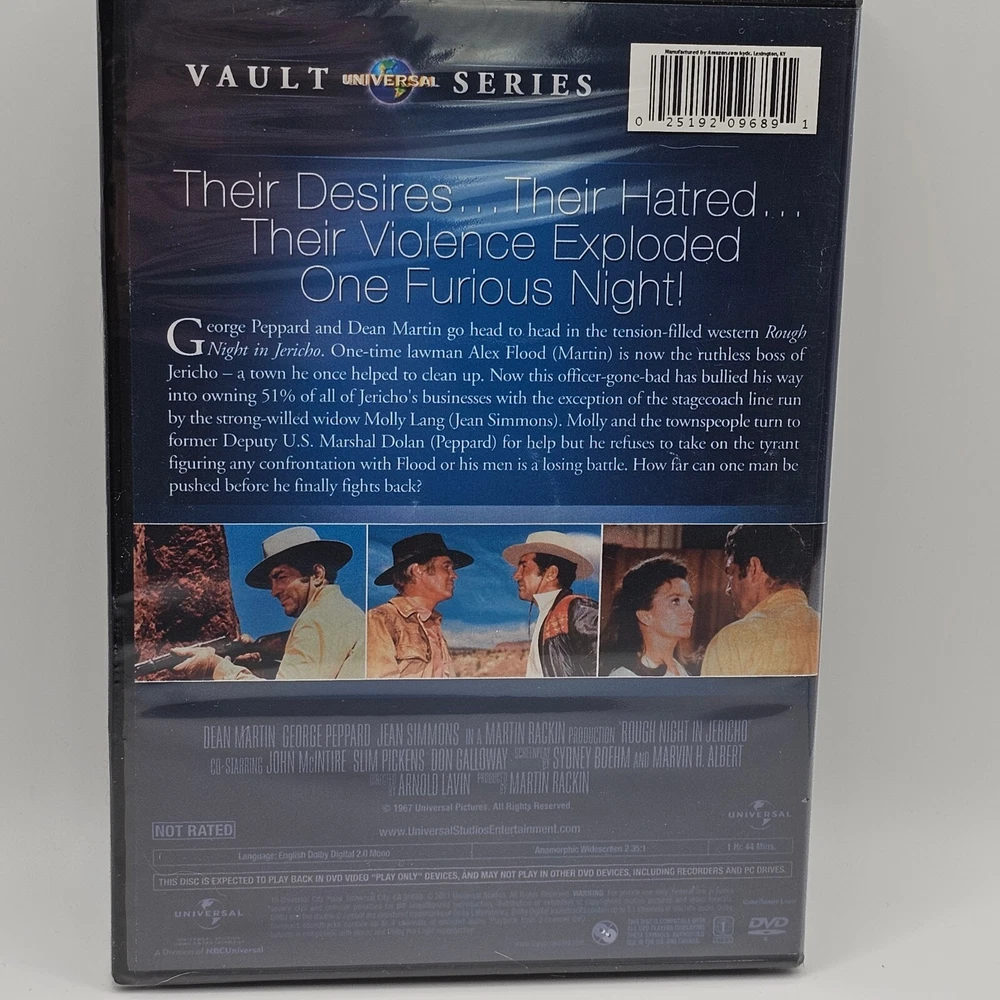 VAULT UNIVERSAL SERIES
Manufactured by Amazon.com kydc, Lexington, KY
0 25192 09689 1
Their Desires...Their Hatred...
Their Violence Exploded
One Furious Night!
George Peppard and Dean Martin go head to head in the tension-filled western Rough
Night in Jericho. One-time lawman Alex Flood (Martin) is now the ruthless boss of
Jericho – a town he once helped to clean up. Now this officer-gone-bad has bullied his way
into owning 51% of all of Jericho's businesses with the exception of the stagecoach line run
by the strong-willed widow Molly Lang (Jean Simmons). Molly and the townspeople turn to
former Deputy U.S. Marshal Dolan (Peppard) for help but he refuses to take on the tyrant
figuring any confrontation with Flood or his men is a losing battle. How far can one man be
pushed before he finally fights back?
DEAN MARTIN GEORGE PEPPARD JEAN SIMMONS IN A MARTIN RACKIN PRODUCTION "ROUGH NIGHT IN JERICHO"
CO-STARRING JOHN McINTIRE SLIM PICKENS DON GALLOWAY SCREENPLAY BY SYDNEY BOEHM AND MARVIN H. ALBERT
DIRECTED BY ARNOLD LAVIN PRODUCED BY MARTIN RACKIN
© 1967 Universal Pictures. All Rights Reserved.
UNIVERSAL
NOT RATED
www.UniversalStudiosEntertainment.com
Language: English Dolby Digital 2.0 Mono Anamorphic Widescreen 2.35:1 1 Hr. 44 Mins.
THIS DISC IS EXPECTED TO PLAY BACK IN DVD VIDEO "PLAY ONLY" DEVICES, AND MAY NOT PLAY IN OTHER DVD DEVICES, INCLUDING RECORDERS AND PC DRIVES.
UNIVERSAL
A Division of NBCUniversal
DVD